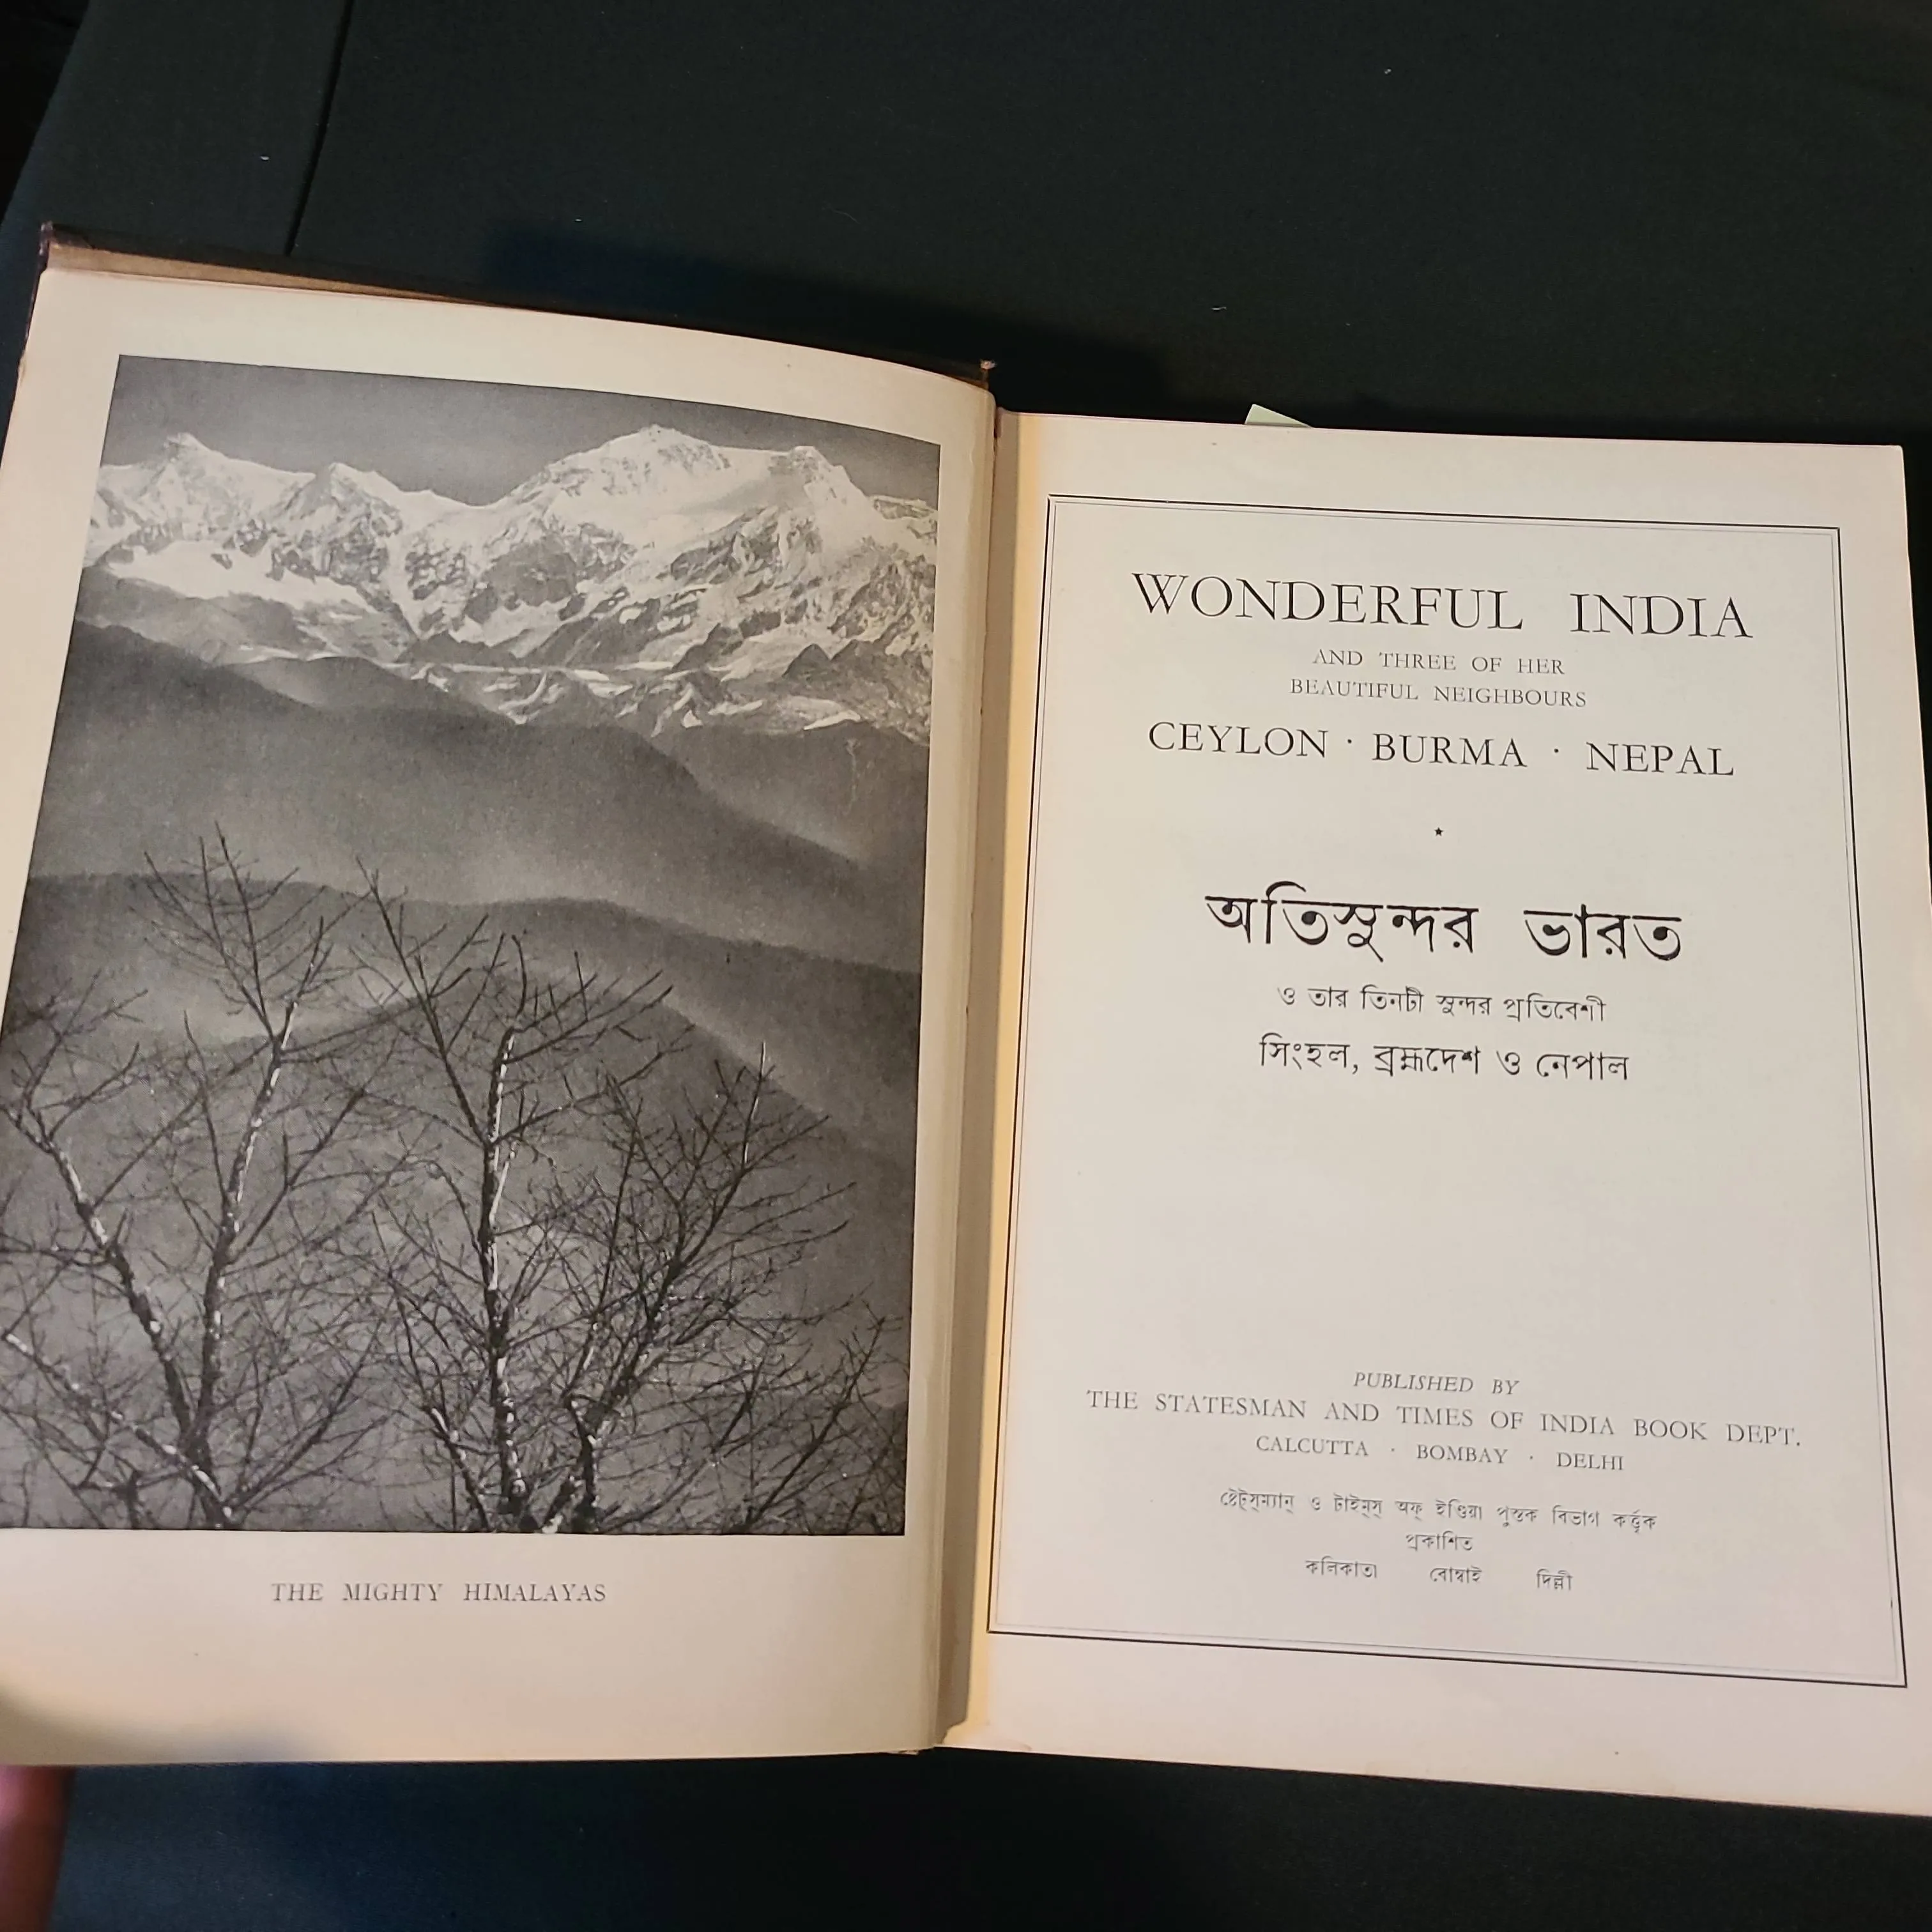 THE MIGHTY HIMALAYAS
WONDERFUL INDIA
AND THREE OF HER
BEAUTIFUL NEIGHBOURS
CEYLON · BURMA · NEPAL
★
অতিসুন্দর ভারত
ও তার তিনটী সুন্দর প্রতিবেশী
সিংহল, ব্রহ্মদেশ ও নেপাল
PUBLISHED BY
THE STATESMAN AND TIMES OF INDIA BOOK DEPT.
CALCUTTA · BOMBAY · DELHI
ষ্টেট্স্ম্যান্ ও টাইম্স্ অফ্ ইণ্ডিয়া পুস্তক বিভাগ কর্ত্তৃক
প্রকাশিত
কলিকাতা বোম্বাই দিল্লী